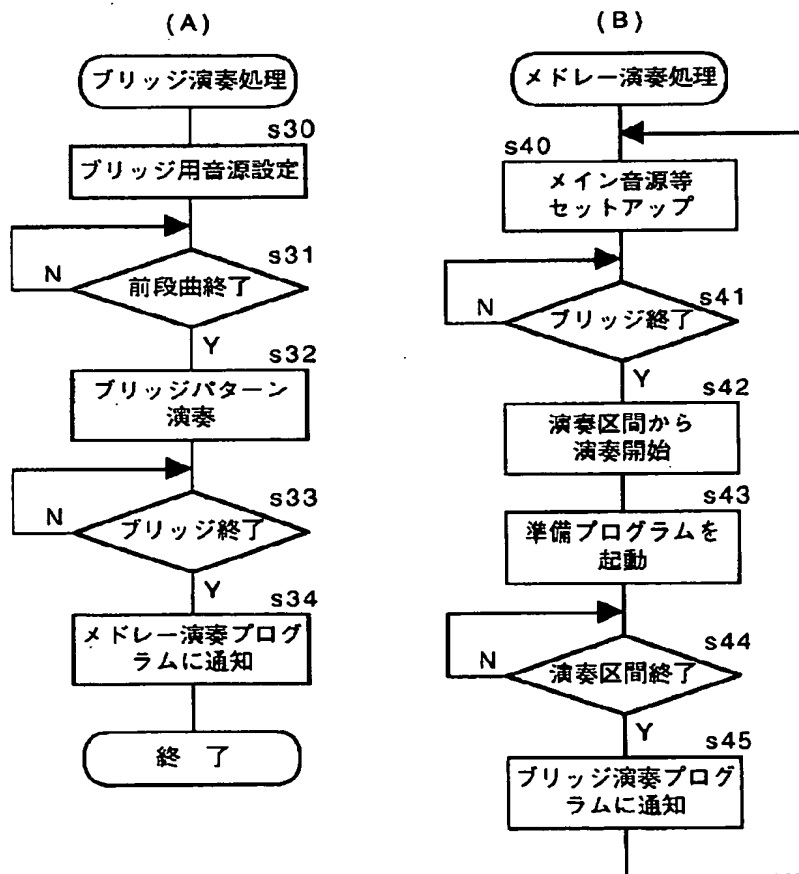 (A)
ブリッジ演奏処理
s30
ブリッジ用音源設定
s31
前段曲終了
N
Y
s32
ブリッジパターン
演奏
s33
ブリッジ終了
N
Y
s34
メドレー演奏プログ
ラムに通知
終 了
(B)
メドレー演奏処理
s40
メイン音源等
セットアップ
s41
ブリッジ終了
N
Y
s42
演奏区間から
演奏開始
s43
準備プログラムを
起動
s44
演奏区間終了
N
Y
s45
ブリッジ演奏プログ
ラムに通知